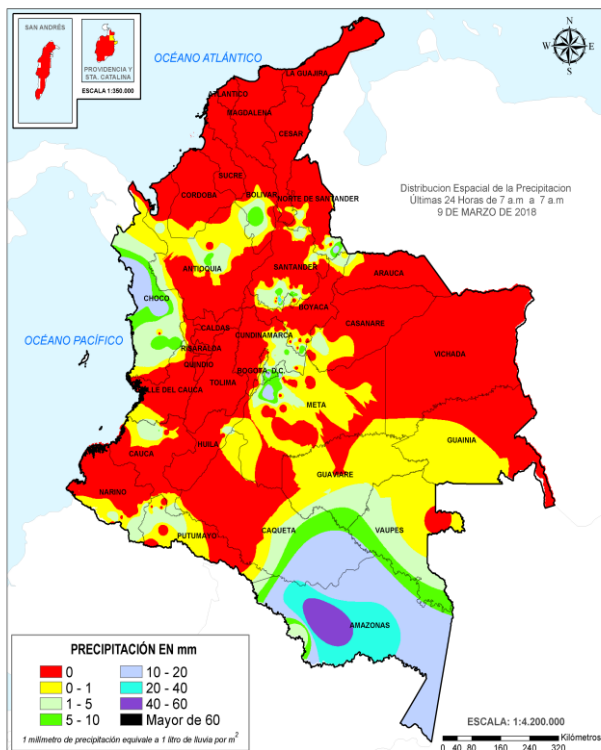 SAN ANDRÉS
PROVIDENCIA Y
STA. CATALINA
ESCALA 1:350.000
OCÉANO ATLÁNTICO
N
W E
S
LA GUAJIRA
ATLANTICO
MAGDALENA
CESAR
SUCRE
CORDOBA
BOLIVAR
NORTE DE SANTANDER
Distribucion Espacial de la Precipitacion
Últimas 24 Horas de 7 a.m a 7 a.m
9 DE MARZO DE 2018
ANTIOQUIA
SANTANDER
ARAUCA
CHOCO
BOYACA
CASANARE
OCÉANO PACÍFICO
CALDAS
CUNDINAMARCA
RISARALDA
VICHADA
QUINDIO
BOGOTA, D.C.
TOLIMA
VALLE DEL CAUCA
META
HUILA
GUAINIA
CAUCA
GUAVIARE
NARIÑO
PUTUMAYO
CAQUETA
VAUPES
AMAZONAS
PRECIPITACIÓN EN mm
0
10 - 20
0 - 1
20 - 40
1 - 5
40 - 60
5 - 10
Mayor de 60
1 milímetro de precipitación equivale a 1 litro de lluvia por m2
ESCALA: 1:4.200.000
Kilómetros
0 40 80 160 240 320